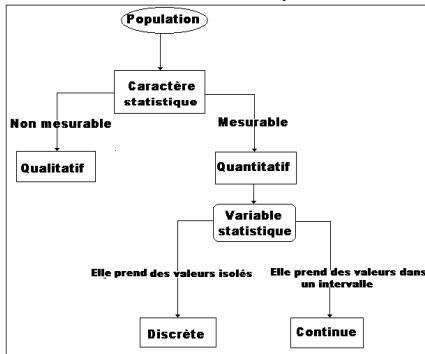 Population
Caractère
statistique
Non mesurable
Mesurable
Qualitatif
Quantitatif
Variable
statistique
Elle prend des valeurs isolés
Elle prend des valeurs dans
un intervalle
Discrète
Continue